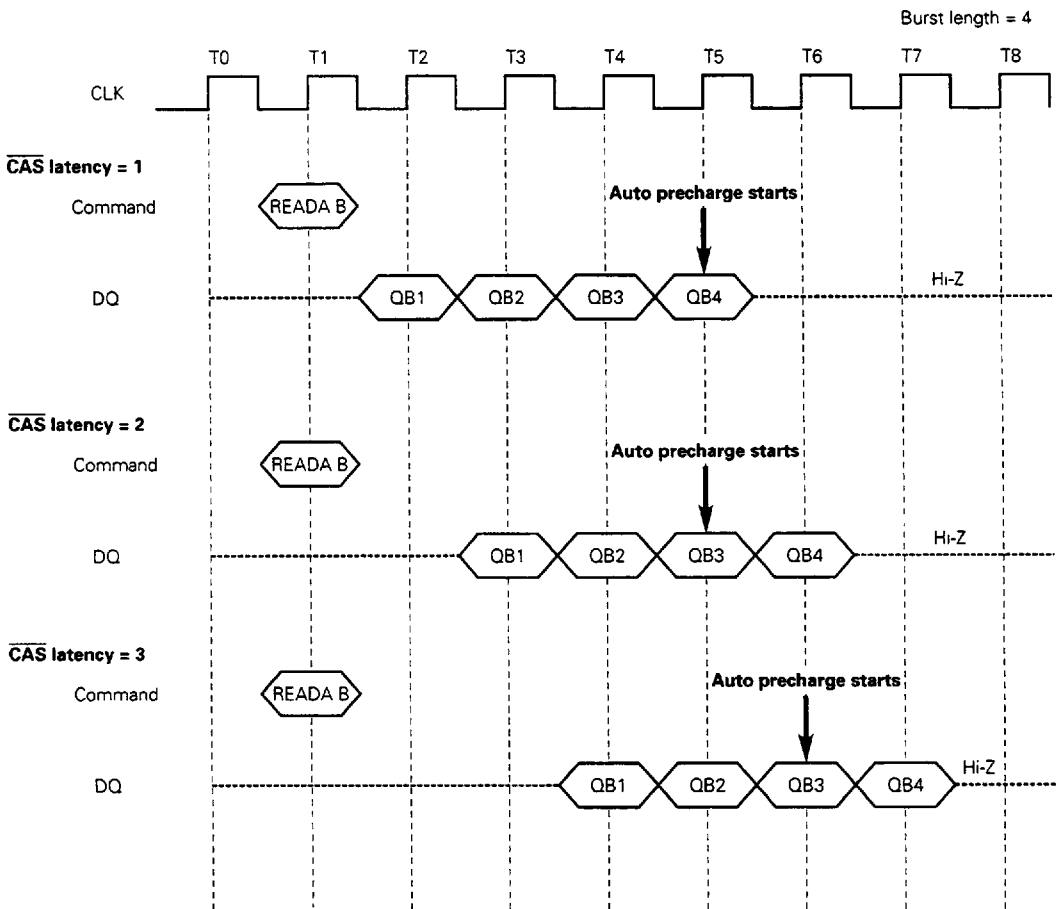 Burst length = 4
T0 T1 T2 T3 T4 T5 T6 T7 T8
CLK
CAS latency = 1
Command READA B Auto precharge starts
DQ QB1 QB2 QB3 QB4 Hi-Z
CAS latency = 2
Command READA B Auto precharge starts
DQ QB1 QB2 QB3 QB4 Hi-Z
CAS latency = 3
Command READA B Auto precharge starts
DQ QB1 QB2 QB3 QB4 Hi-Z